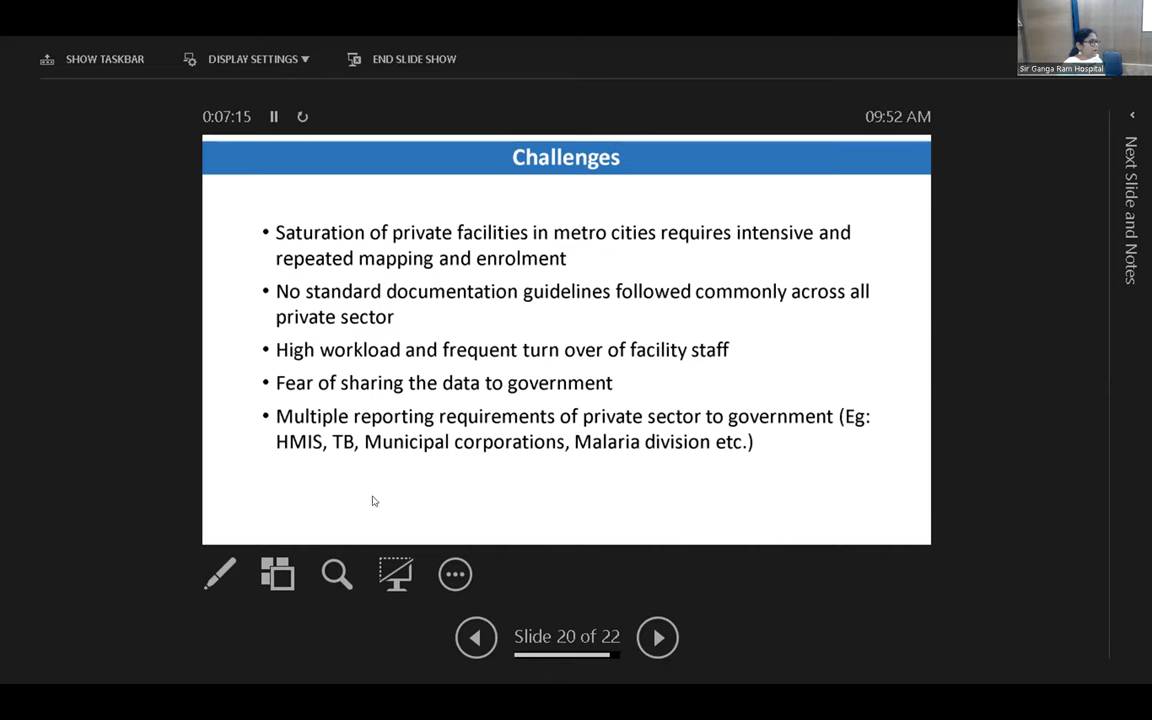 Sir Ganga Ram Hospital
SHOW TASKBAR
DISPLAY SETTINGS
END SLIDE SHOW
0:07:15
09:52 AM
Challenges
• Saturation of private facilities in metro cities requires intensive and
repeated mapping and enrolment
• No standard documentation guidelines followed commonly across all
private sector
• High workload and frequent turn over of facility staff
• Fear of sharing the data to government
• Multiple reporting requirements of private sector to government (Eg:
HMIS, TB, Municipal corporations, Malaria division etc.)
Slide 20 of 22
Next Slide and Notes